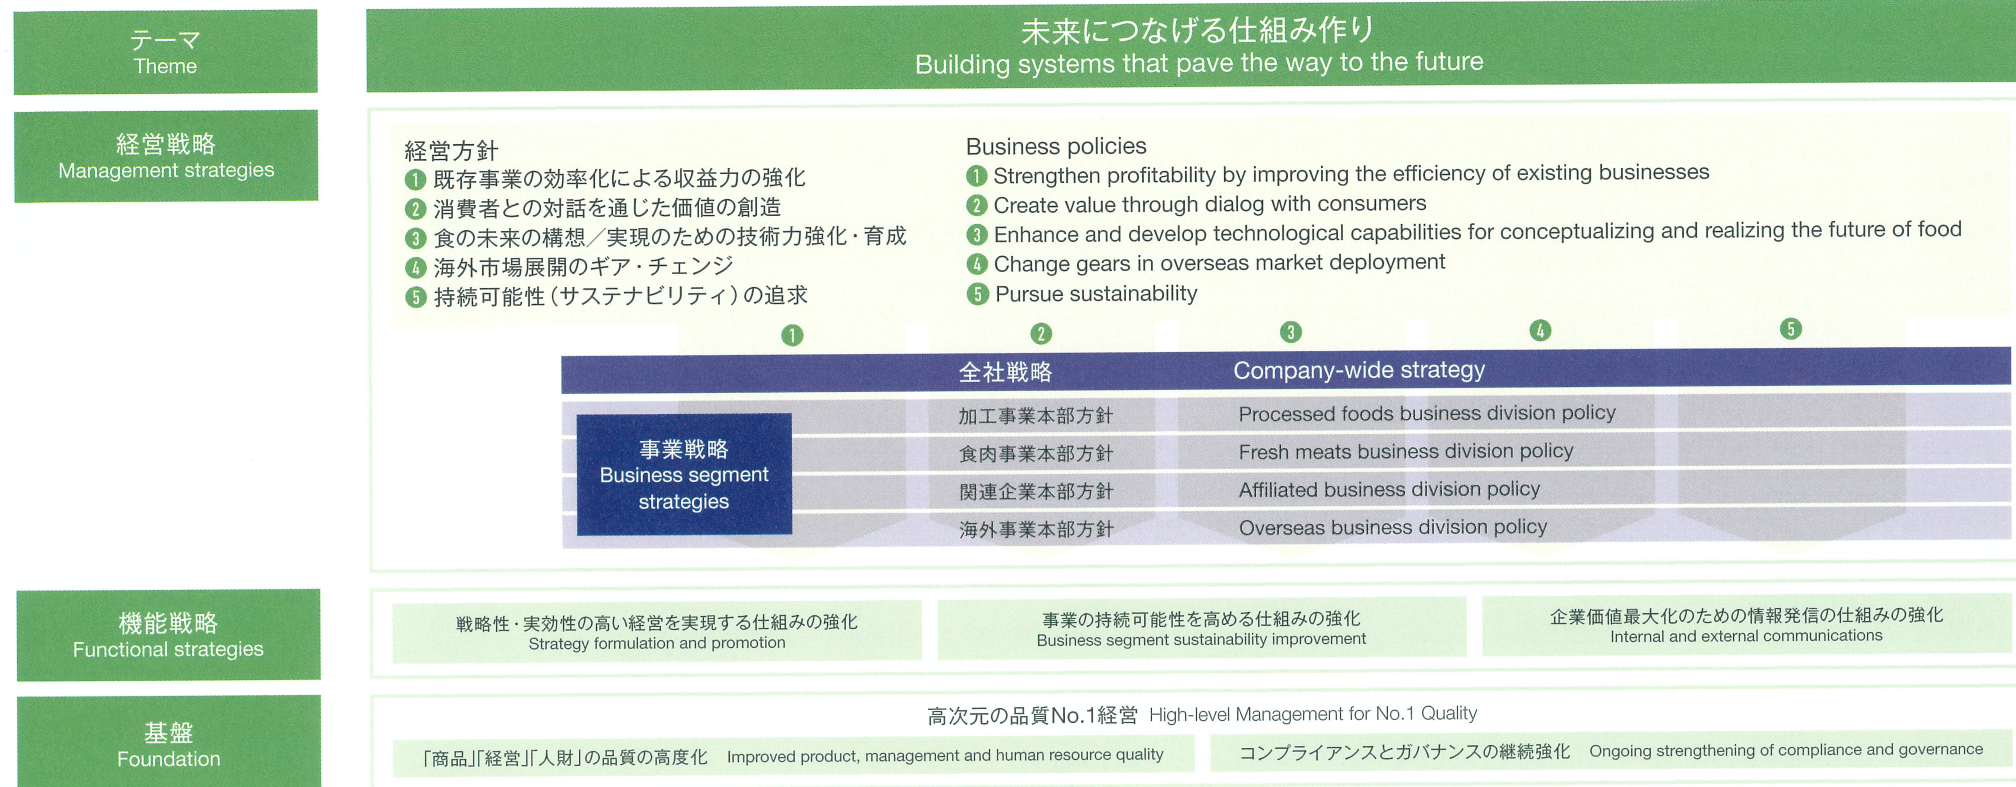 テーマ
Theme
未来につなげる仕組み作り
Building systems that pave the way to the future
経営戦略
Management strategies
経営方針
1 既存事業の効率化による収益力の強化
2 消費者との対話を通じた価値の創造
3 食の未来の構想／実現のための技術力強化・育成
4 海外市場展開のギア・チェンジ
5 持続可能性（サステナビリティ）の追求
Business policies
1 Strengthen profitability by improving the efficiency of existing businesses
2 Create value through dialog with consumers
3 Enhance and develop technological capabilities for conceptualizing and realizing the future of food
4 Change gears in overseas market deployment
5 Pursue sustainability
1 2 3 4 5
全社戦略 Company-wide strategy
事業戦略
Business segment
strategies
加工事業本部方針 Processed foods business division policy
食肉事業本部方針 Fresh meats business division policy
関連企業本部方針 Affiliated business division policy
海外事業本部方針 Overseas business division policy
機能戦略
Functional strategies
戦略性・実効性の高い経営を実現する仕組みの強化
Strategy formulation and promotion
事業の持続可能性を高める仕組みの強化
Business segment sustainability improvement
企業価値最大化のための情報発信の仕組みの強化
Internal and external communications
基盤
Foundation
高次元の品質No.1経営 High-level Management for No.1 Quality
「商品」「経営」「人財」の品質の高度化 Improved product, management and human resource quality
コンプライアンスとガバナンスの継続強化 Ongoing strengthening of compliance and governance